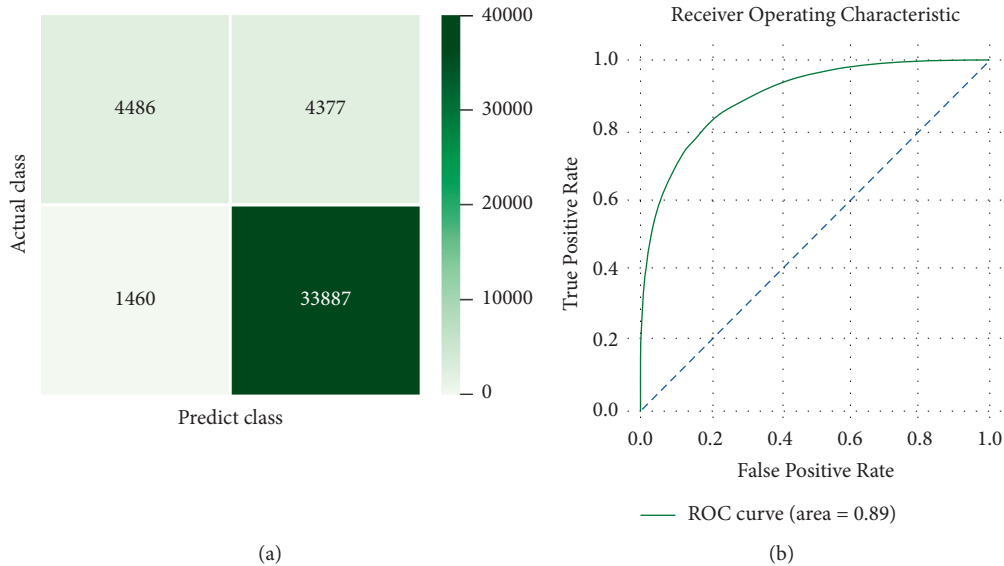 4486
4377
1460
33887
Actual class
Predict class
40000
30000
20000
10000
0
(a)
Receiver Operating Characteristic
1.0
0.8
0.6
0.4
0.2
0.0
True Positive Rate
0.0 0.2 0.4 0.6 0.8 1.0
False Positive Rate
ROC curve (area = 0.89)
(b)